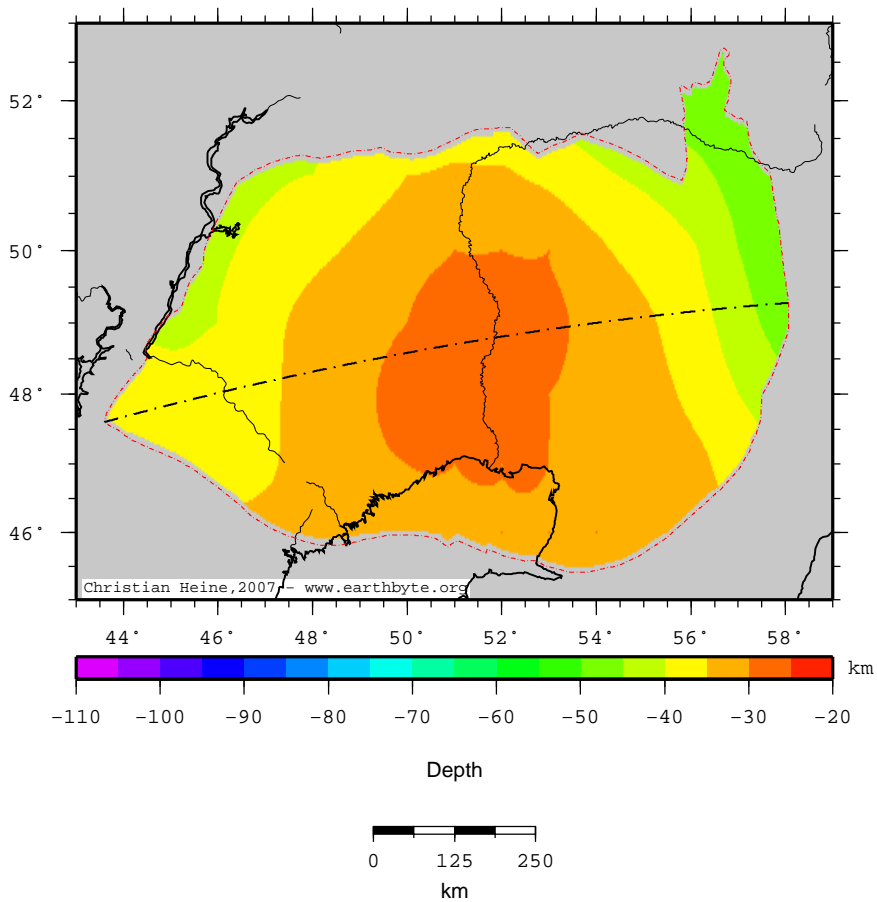 52°
50°
48°
46°
Christian Heine,2007 - www.earthbyte.org
44° 46° 48° 50° 52° 54° 56° 58°
km
-110 -100 -90 -80 -70 -60 -50 -40 -30 -20
Depth
0 125 250
km